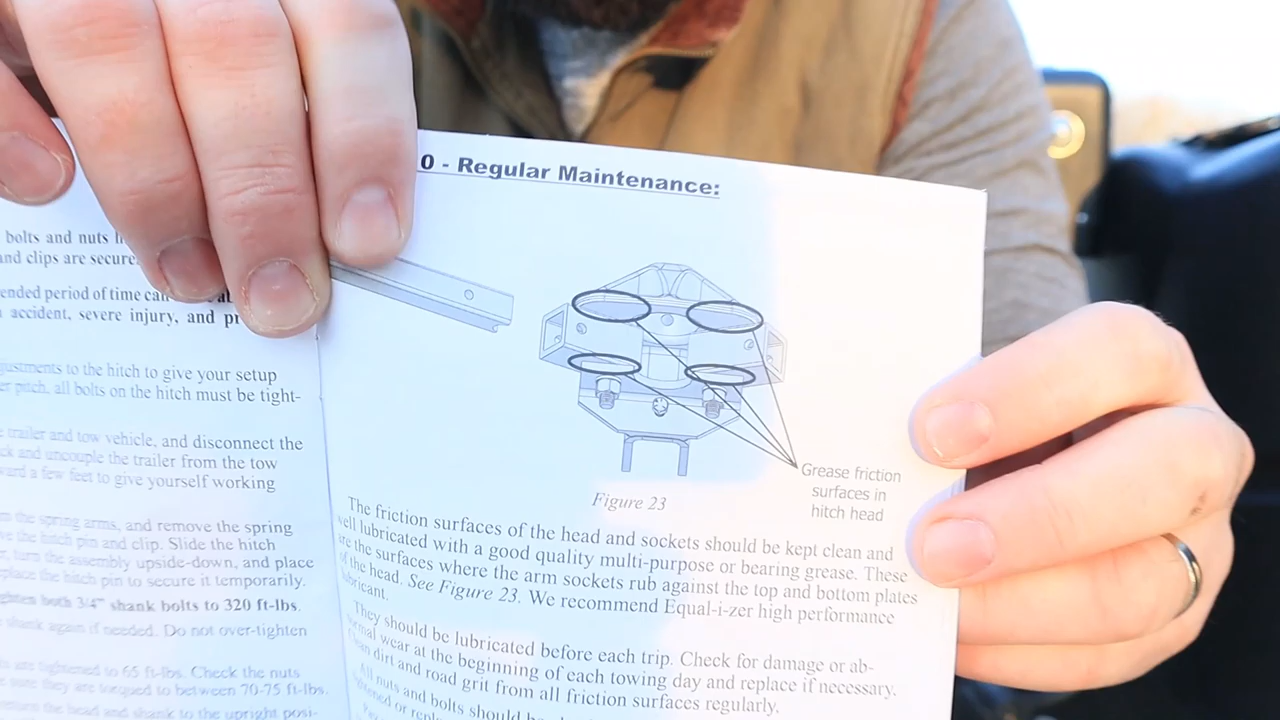 bolts and nuts
and clips are secure.
ended period of time can
accident, severe injury, and
justments to the hitch to give your setup
er pitch, all bolts on the hitch must be tight-
trailer and tow vehicle, and disconnect the
ck and uncouple the trailer from the tow
ward a few feet to give yourself working
the spring arms, and remove the spring
the hitch pin and clip. Slide the hitch
turn the assembly upside-down, and place
place the hitch pin to secure it temporarily.
ghten both 3/4" shank bolts to 320 ft-lbs.
shank again if needed. Do not over-tighten
are tightened to 65 ft-lbs. Check the nuts
sure they are torqued to between 70-75 ft-lbs.
return the head and shank to the upright posi-
0 - Regular Maintenance:
Grease friction
surfaces in
hitch head
Figure 23
The friction surfaces of the head and sockets should be kept clean and
well lubricated with a good quality multi-purpose or bearing grease. These
are the surfaces where the arm sockets rub against the top and bottom plates
of the head. See Figure 23. We recommend Equal-i-zer high performance
lubricant.
They should be lubricated before each trip. Check for damage or ab-
normal wear at the beginning of each towing day and replace if necessary.
Clean dirt and road grit from all friction surfaces regularly.
All nuts and bolts should be
tightened or